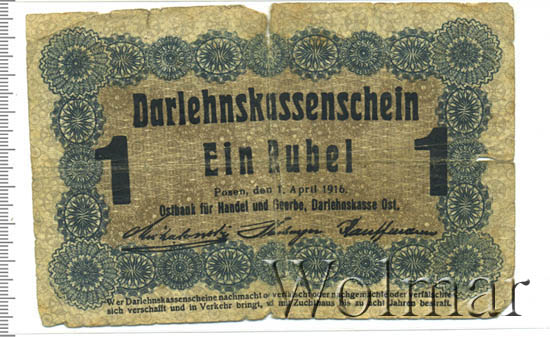 Darlehnskassenschein
1 Ein Rubel 1
Posen, den 1. April 1916.
Ostbank für Handel und Gewerbe, Darlehnskasse Ost.
Kauffmann
Wer Darlehnskassenscheine nachmacht oder verfälscht oder nachgemachte oder verfälschte
sich verschafft und in Verkehr bringt, wird mit Zuchthaus bis zu acht Jahren bestraft.
Wolmar